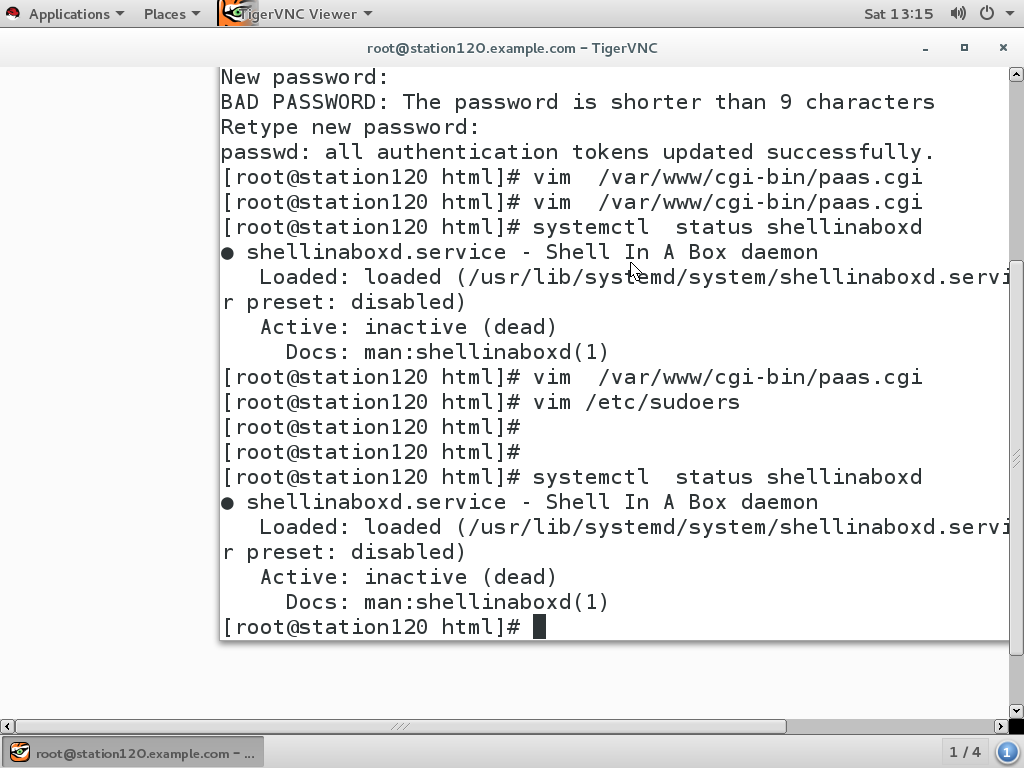 Applications Places TigerVNC Viewer Sat 13:15
root@station120.example.com − TigerVNC
New password:
BAD PASSWORD: The password is shorter than 9 characters
Retype new password:
passwd: all authentication tokens updated successfully.
[root@station120 html]# vim  /var/www/cgi-bin/paas.cgi
[root@station120 html]# vim  /var/www/cgi-bin/paas.cgi
[root@station120 html]# systemctl  status shellinaboxd
● shellinaboxd.service - Shell In A Box daemon
   Loaded: loaded (/usr/lib/systemd/system/shellinaboxd.servi
r preset: disabled)
   Active: inactive (dead)
     Docs: man:shellinaboxd(1)
[root@station120 html]# vim  /var/www/cgi-bin/paas.cgi
[root@station120 html]# vim /etc/sudoers
[root@station120 html]#
[root@station120 html]#
[root@station120 html]# systemctl  status shellinaboxd
● shellinaboxd.service - Shell In A Box daemon
   Loaded: loaded (/usr/lib/systemd/system/shellinaboxd.servi
r preset: disabled)
   Active: inactive (dead)
     Docs: man:shellinaboxd(1)
[root@station120 html]#
root@station120.example.com − ... 1 / 4 1